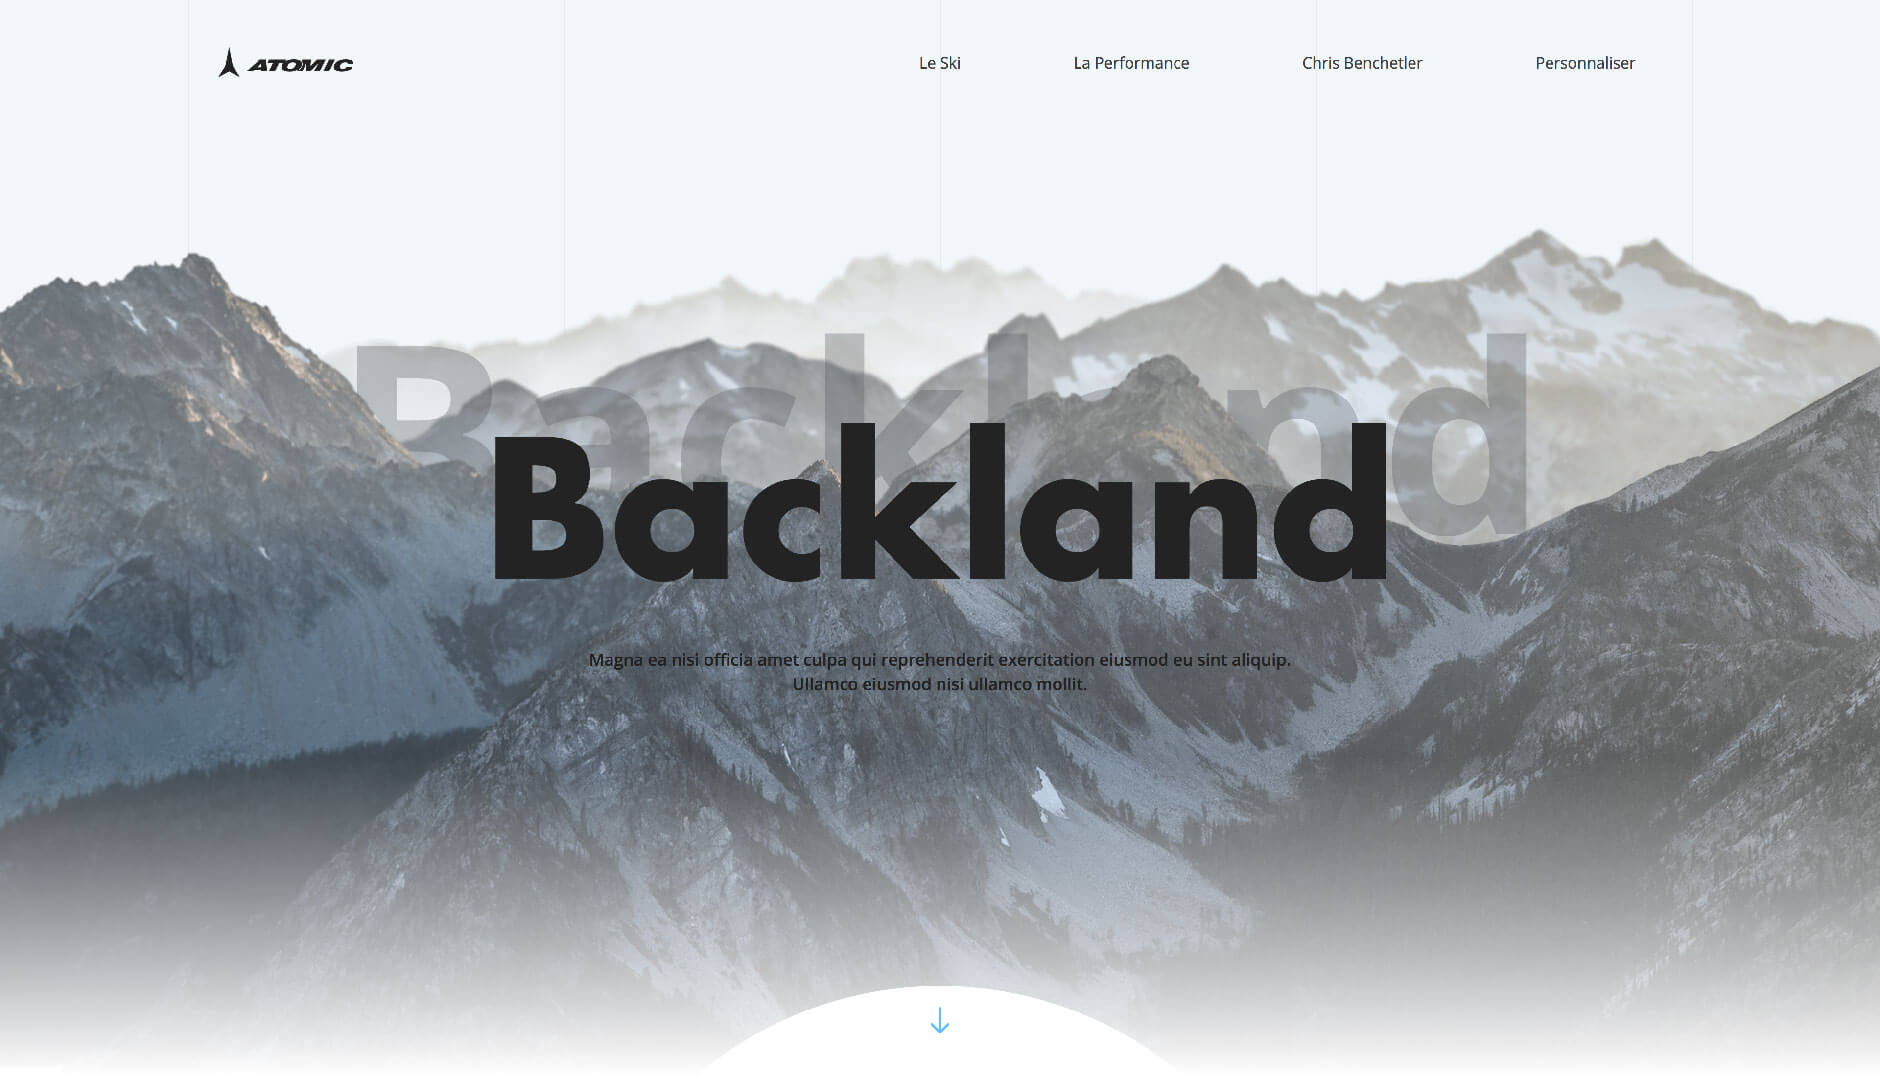 ATOMIC
Le Ski
La Performance
Chris Benchetler
Personnaliser
Backland
Backland
Magna ea nisi officia amet culpa qui reprehenderit exercitation eiusmod eu sint aliquip.
Ullamco eiusmod nisi ullamco mollit.